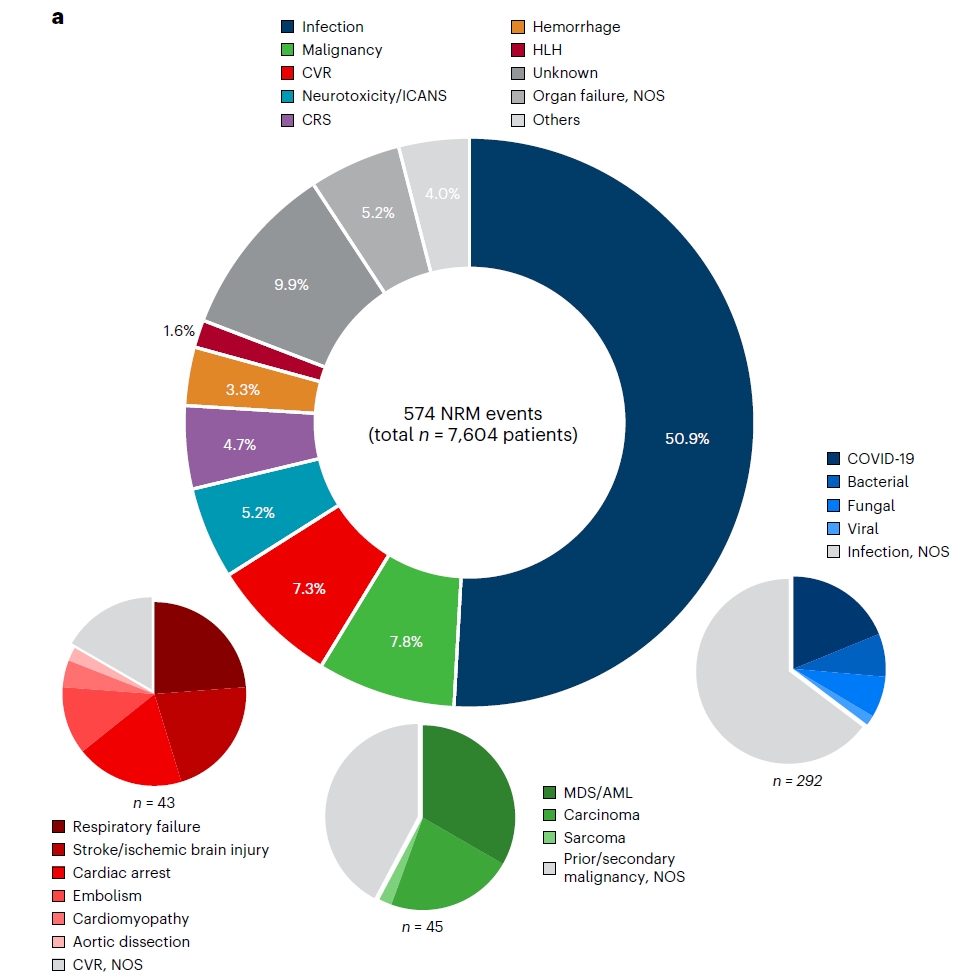 a
Infection
Malignancy
CVR
Neurotoxicity/ICANS
CRS
Hemorrhage
HLH
Unknown
Organ failure, NOS
Others
4.0%
5.2%
9.9%
1.6%
3.3%
4.7%
5.2%
7.3%
7.8%
50.9%
574 NRM events
(total n = 7,604 patients)
COVID-19
Bacterial
Fungal
Viral
Infection, NOS
n = 292
n = 43
Respiratory failure
Stroke/ischemic brain injury
Cardiac arrest
Embolism
Cardiomyopathy
Aortic dissection
CVR, NOS
MDS/AML
Carcinoma
Sarcoma
Prior/secondary
malignancy, NOS
n = 45